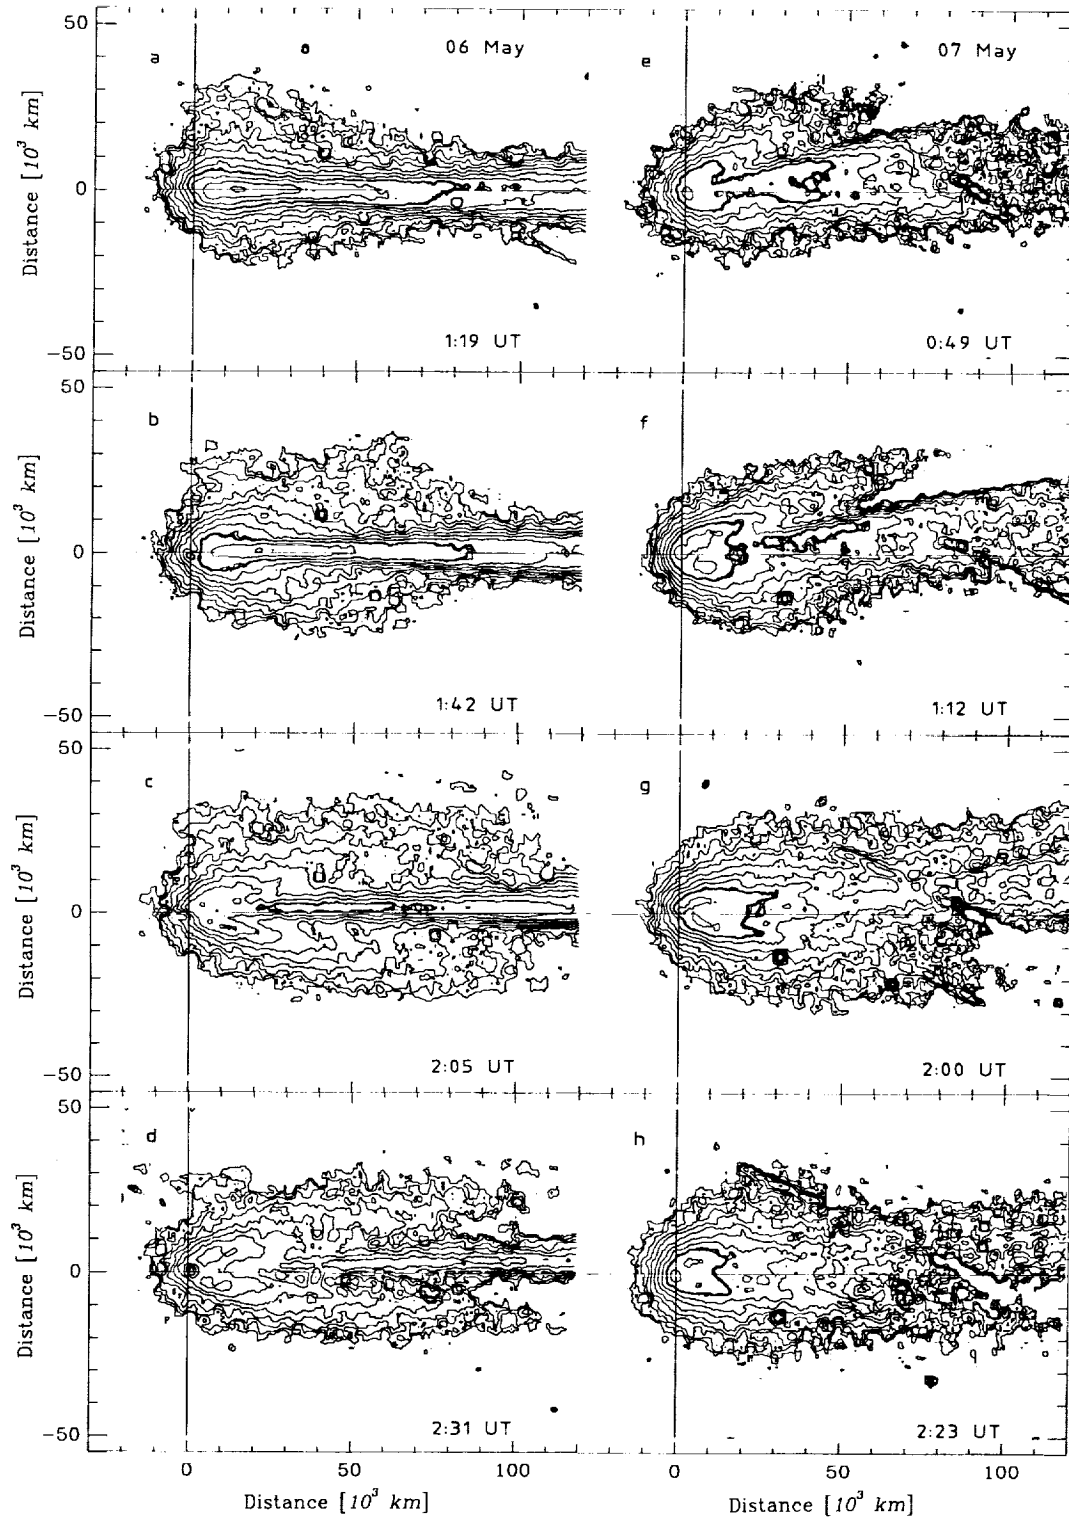 50
a
06 May
e
07 May
Distance [10³ km]
0
-50
1:19 UT
0:49 UT
50
b
f
Distance [10³ km]
0
-50
1:42 UT
1:12 UT
50
c
g
Distance [10³ km]
0
-50
2:05 UT
2:00 UT
50
d
h
Distance [10³ km]
0
-50
2:31 UT
2:23 UT
0 50 100 0 50 100
Distance [10³ km] Distance [10³ km]